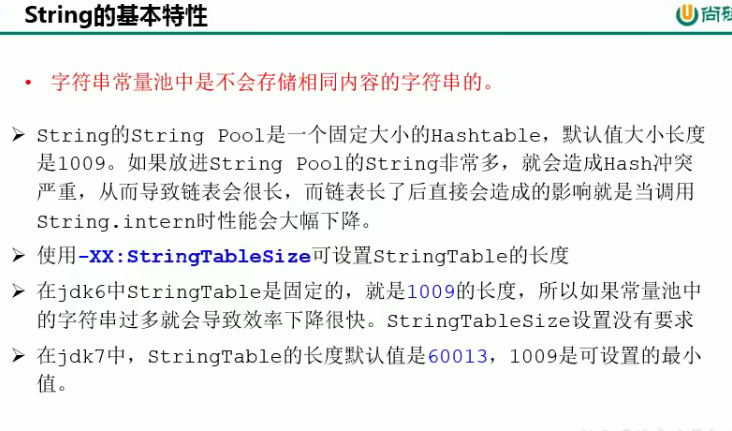 String的基本特性
尚硅
• 字符串常量池中是不会存储相同内容的字符串的。
➤ String的String Pool是一个固定大小的Hashtable，默认值大小长度
是1009。如果放进String Pool的String非常多，就会造成Hash冲突
严重，从而导致链表会很长，而链表长了后直接会造成的影响就是当调用
String.intern时性能会大幅下降。
➤ 使用-XX:StringTableSize可设置StringTable的长度
➤ 在jdk6中StringTable是固定的，就是1009的长度，所以如果常量池中
的字符串过多就会导致效率下降很快。StringTableSize设置没有要求
➤ 在jdk7中，StringTable的长度默认值是60013，1009是可设置的最小
值。